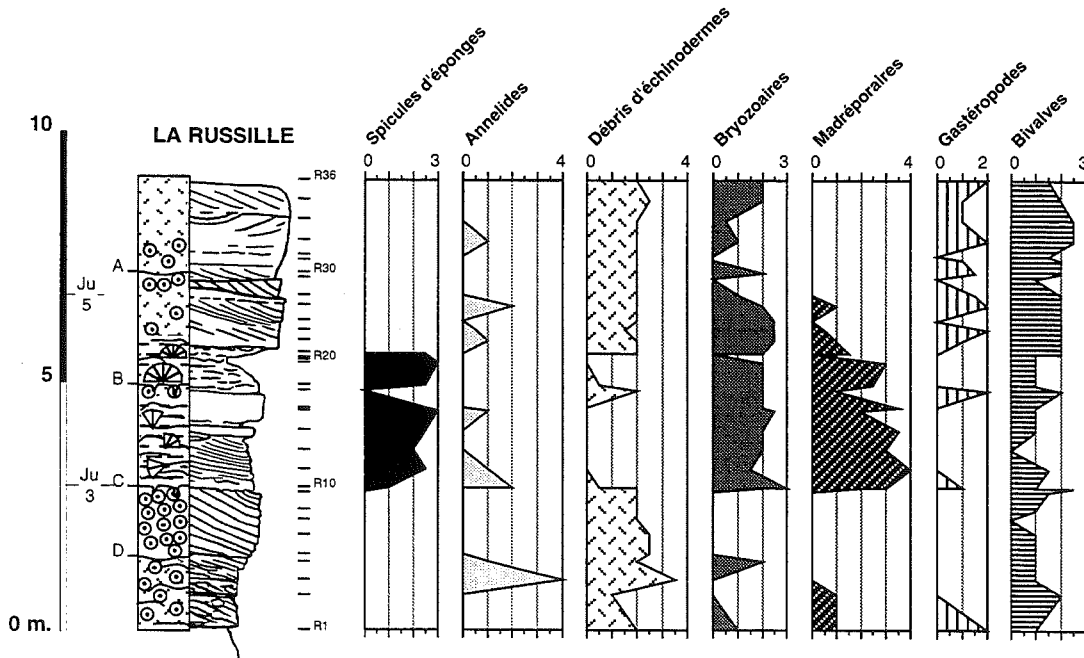 Spicules d'éponges
Annelides
Débris d'échinodermes
Bryozoaires
Madréporaires
Gastéropodes
Bivalves
10
LA RUSSILLE
0 3 0 4 0 4 0 3 0 4 0 2 0 3
R36
A
R30
Ju
5
R20
5
B
Ju
3
C
R10
D
0 m.
R1